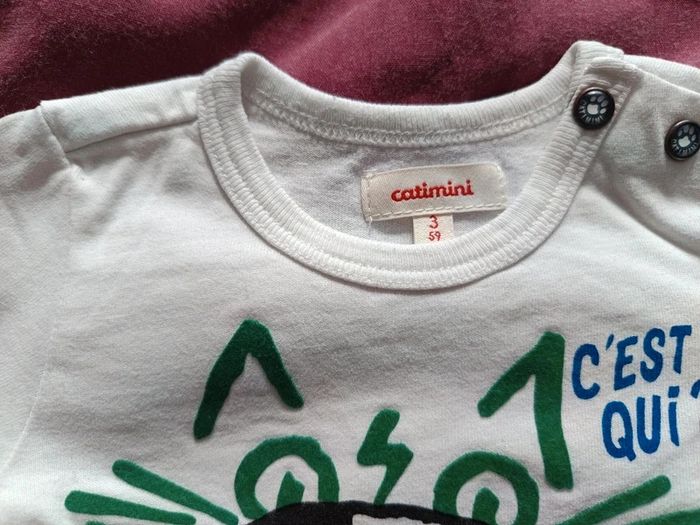 catimini
3
59
C'EST
QUI